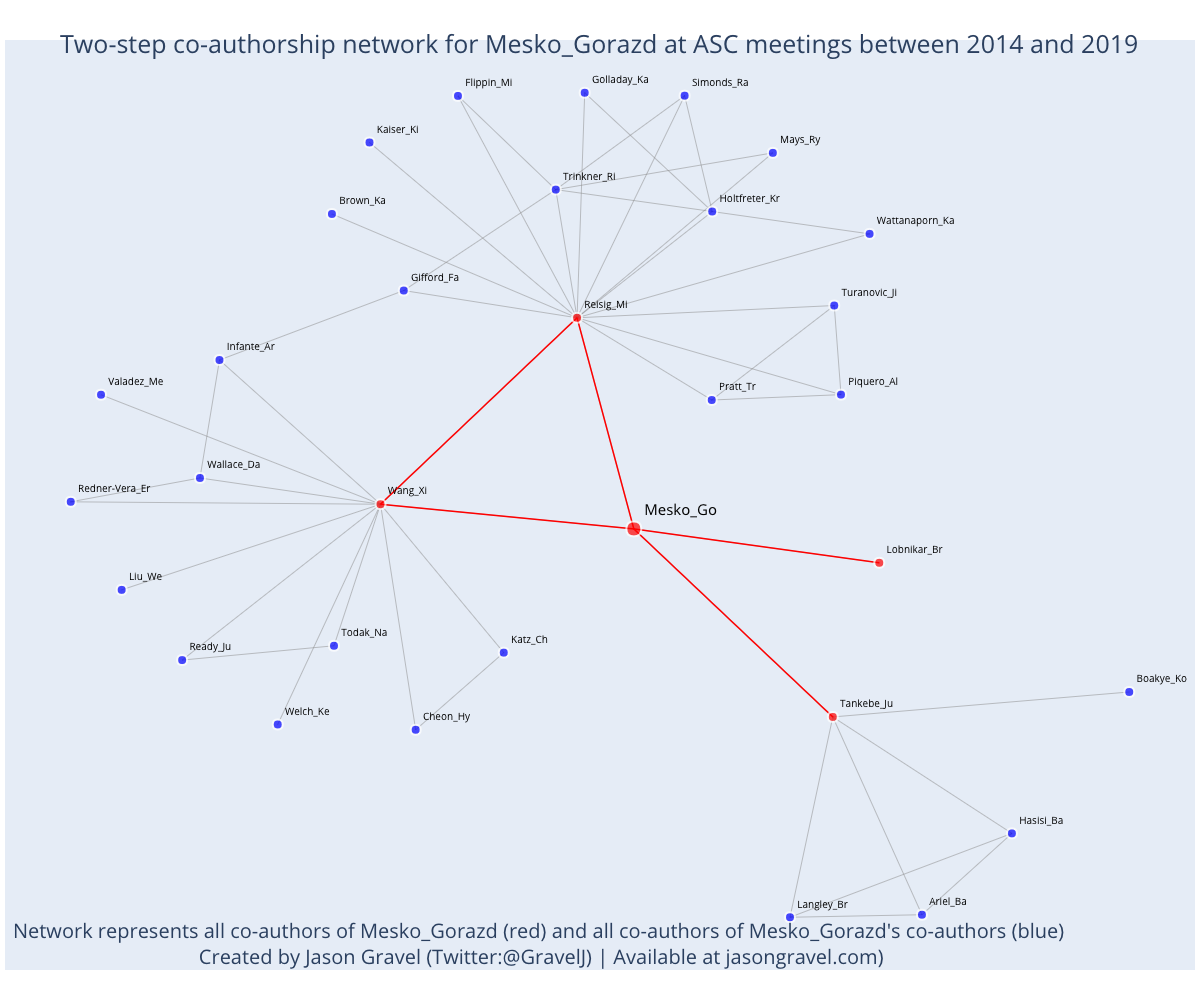 Two-step co-authorship network for Mesko_Gorazd at ASC meetings between 2014 and 2019
Flippin_Mi
Golladay_Ka
Simonds_Ra
Kaiser_Ki
Mays_Ry
Trinkner_Ri
Brown_Ka
Holtfreter_Kr
Wattanaporn_Ka
Gifford_Fa
Turanovic_Ji
Reisig_Mi
Infante_Ar
Valadez_Me
Pratt_Tr
Piquero_Al
Wallace_Da
Redner-Vera_Er
Wang_Xi
Mesko_Go
Lobnikar_Br
Liu_We
Ready_Ju
Todak_Na
Katz_Ch
Boakye_Ko
Welch_Ke
Cheon_Hy
Tankebe_Ju
Hasisi_Ba
Langley_Br
Ariel_Ba
Network represents all co-authors of Mesko_Gorazd (red) and all co-authors of Mesko_Gorazd's co-authors (blue)
Created by Jason Gravel (Twitter:@GravelJ) | Available at jasongravel.com)